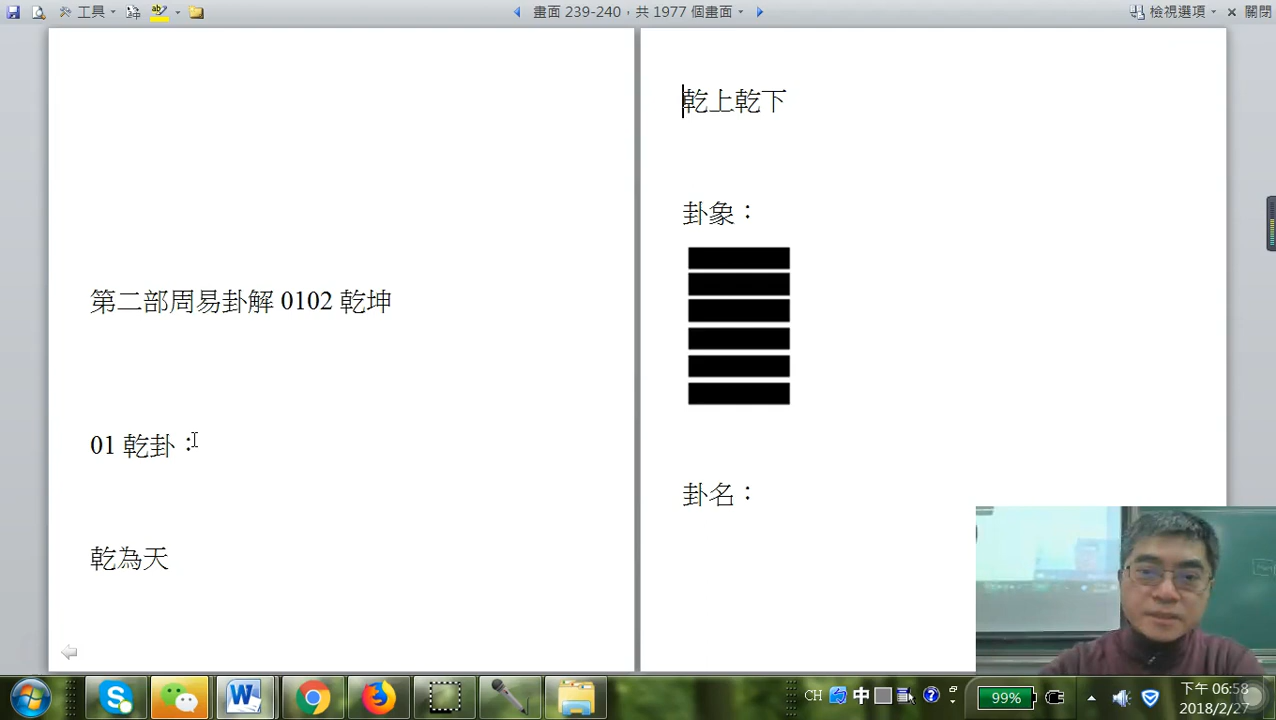 工具
畫面 239-240，共 1977 個畫面
檢視選項
關閉
第二部周易卦解 0102 乾坤
01 乾卦：
乾為天
乾上乾下
卦象：
卦名：
99%
CH
中
下午 06:58
2018/2/27